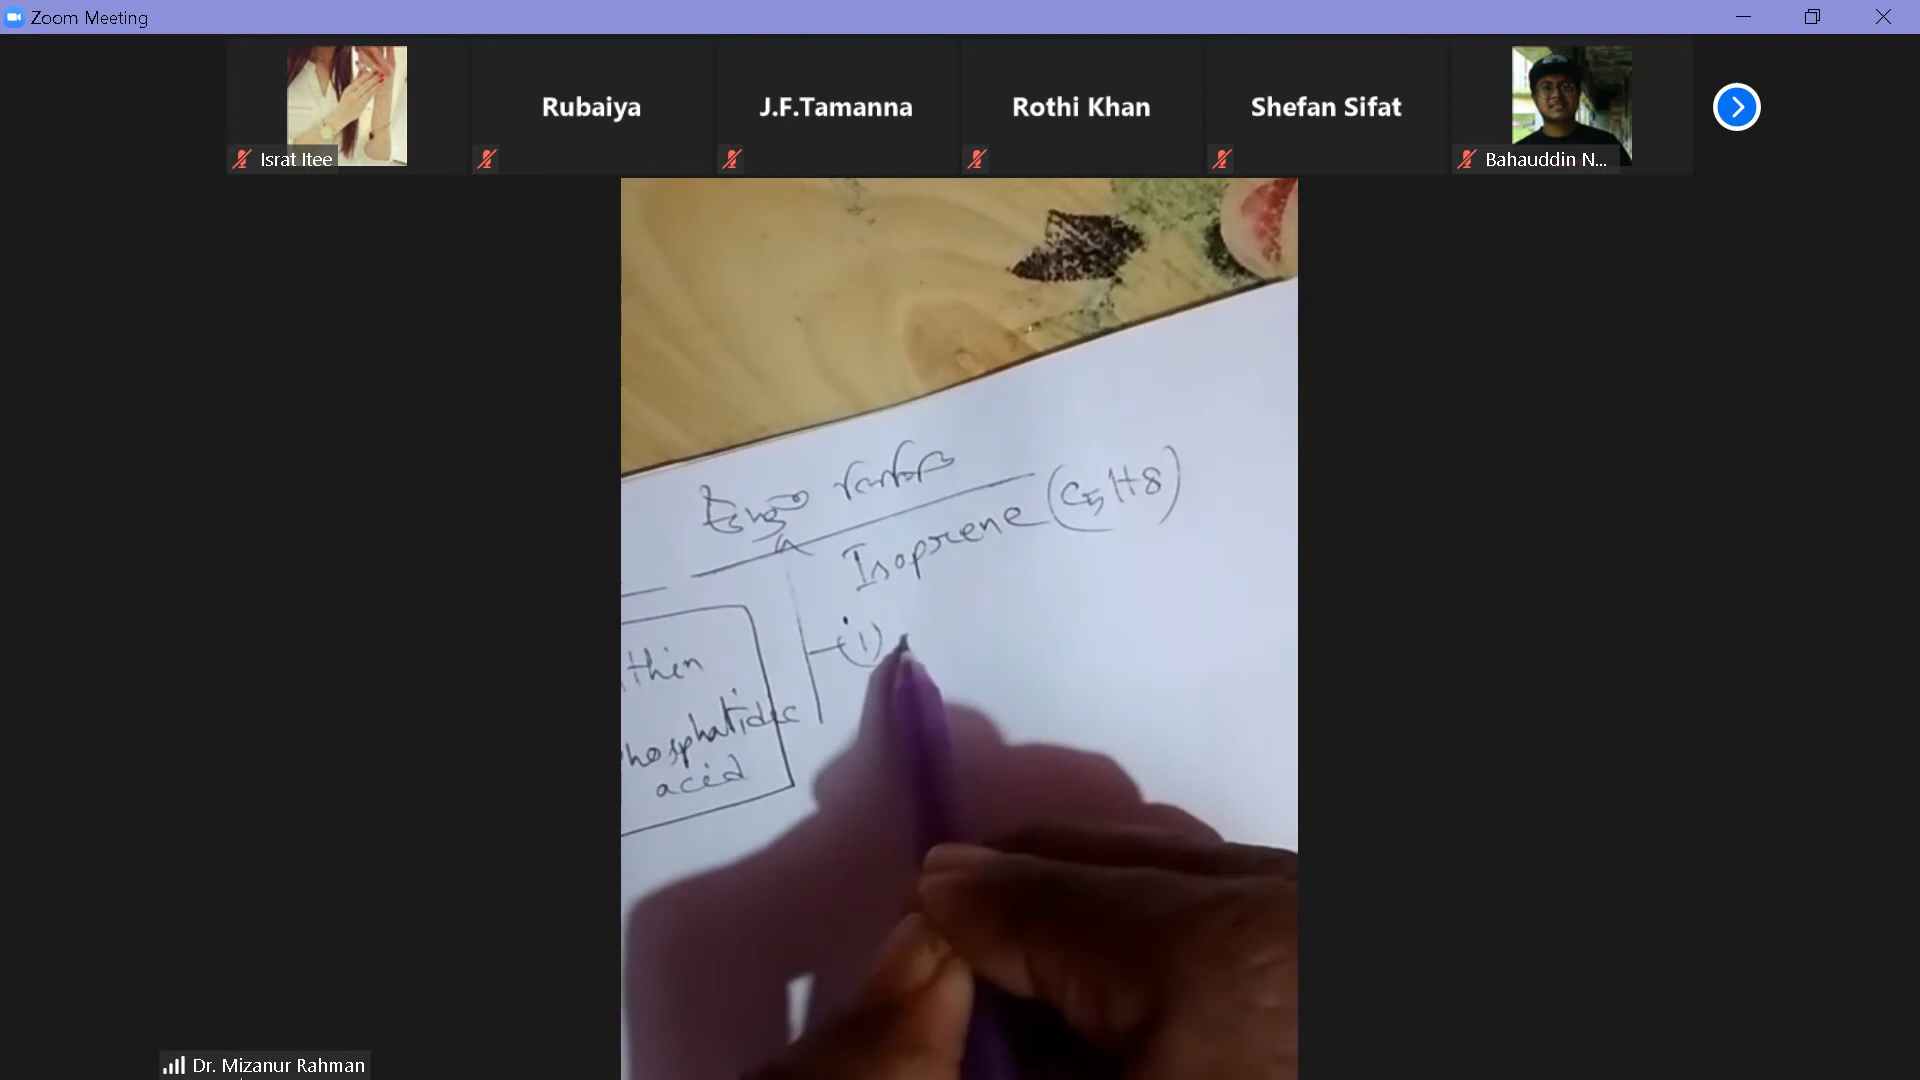 Zoom Meeting
Israt Itee
Rubaiya
J.F.Tamanna
Rothi Khan
Shefan Sifat
Bahauddin N...
Isoprene (C5H8)
(i)
thin
hosphatidic
acid
Dr. Mizanur Rahman